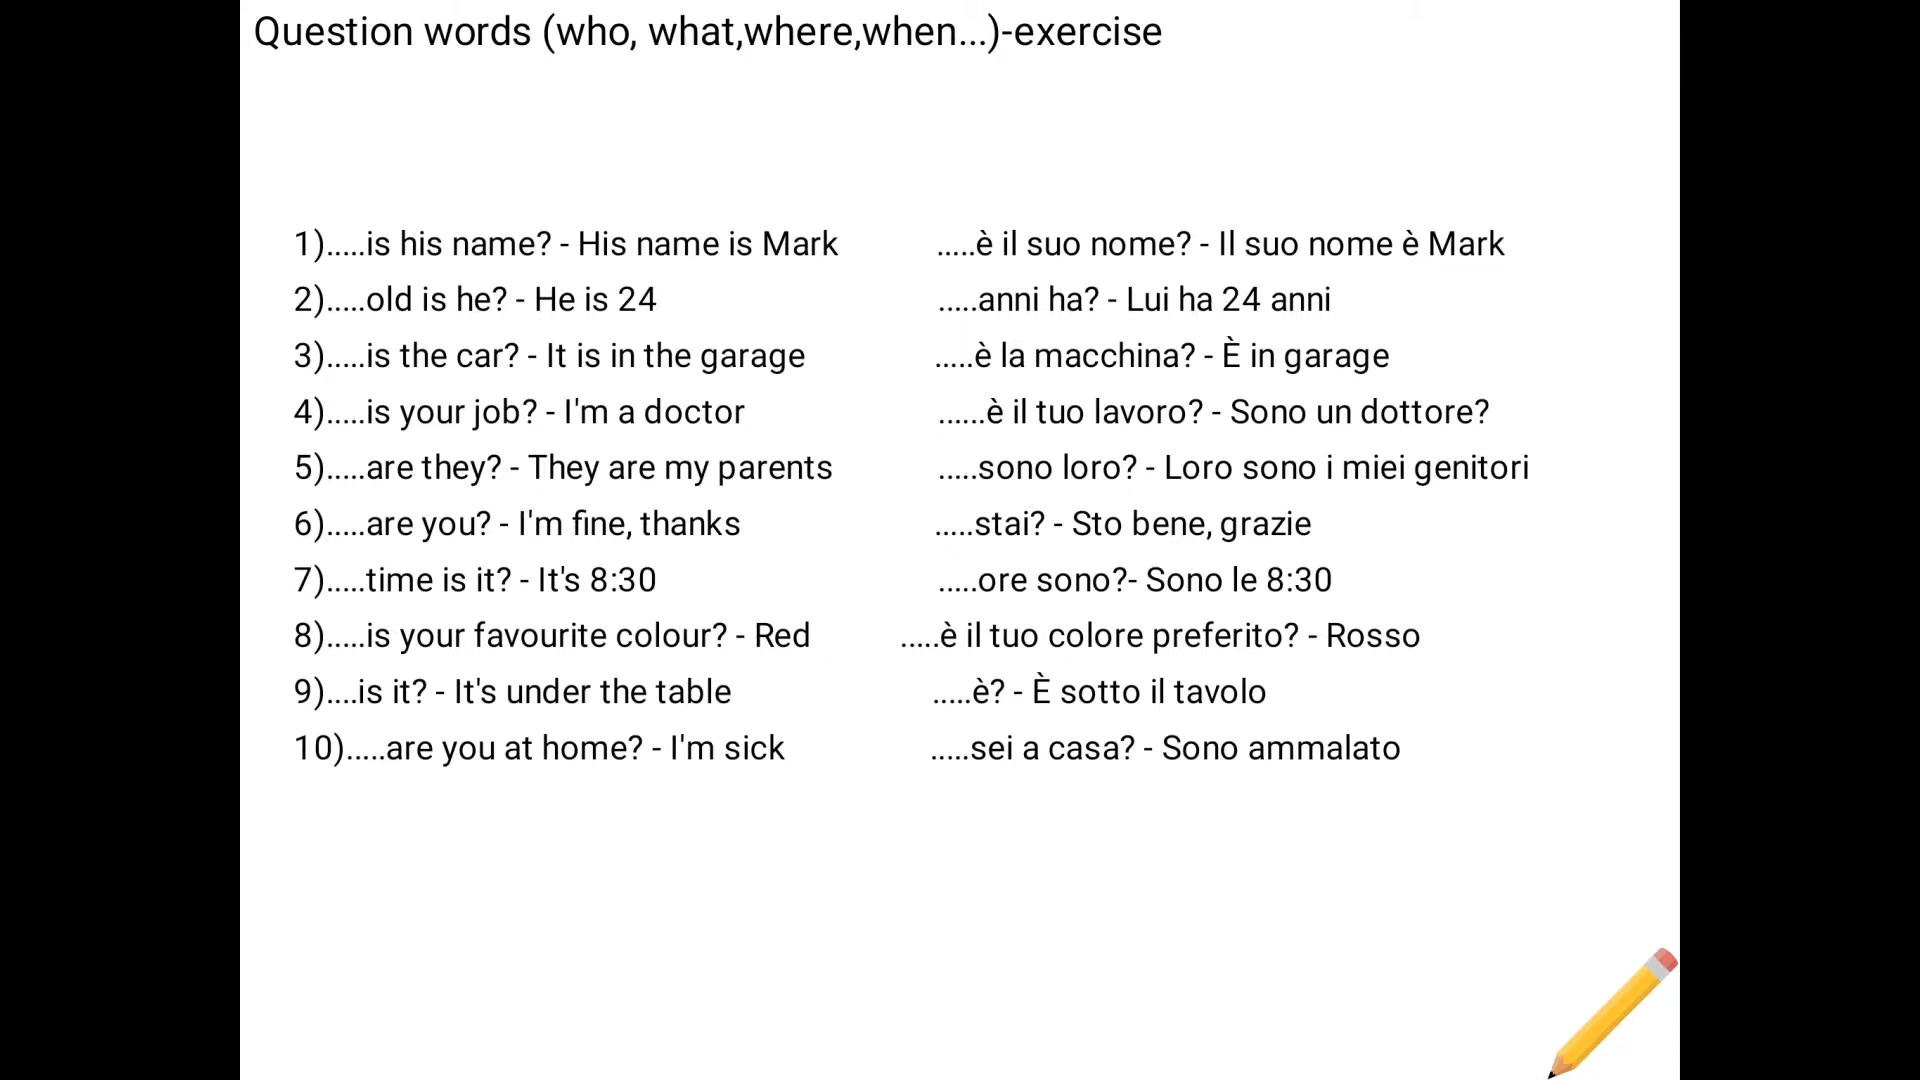 Question words (who, what,where,when...)-exercise
1).....is his name? - His name is Mark .....è il suo nome? - Il suo nome è Mark
2).....old is he? - He is 24 .....anni ha? - Lui ha 24 anni
3).....is the car? - It is in the garage .....è la macchina? - È in garage
4).....is your job? - I'm a doctor ......è il tuo lavoro? - Sono un dottore?
5).....are they? - They are my parents .....sono loro? - Loro sono i miei genitori
6).....are you? - I'm fine, thanks .....stai? - Sto bene, grazie
7).....time is it? - It's 8:30 .....ore sono?- Sono le 8:30
8).....is your favourite colour? - Red .....è il tuo colore preferito? - Rosso
9)....is it? - It's under the table .....è? - È sotto il tavolo
10).....are you at home? - I'm sick .....sei a casa? - Sono ammalato